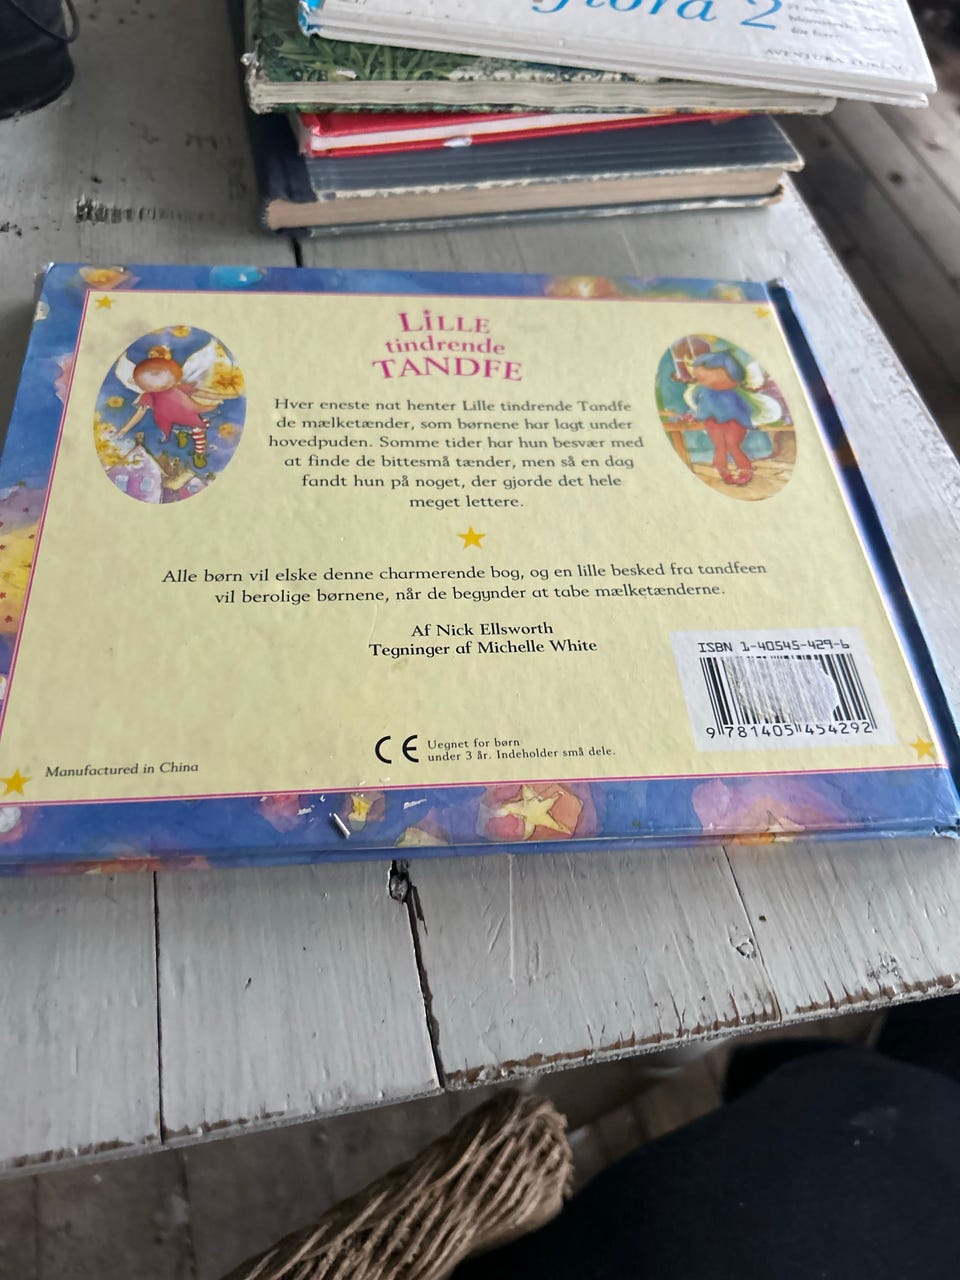 flora 2
AVENTURA FORLAG
LiLLE
tindrende
TANDFE
Hver eneste nat henter Lille tindrende Tandfe
de mælketænder, som børnene har lagt under
hovedpuden. Somme tider har hun besvær med
at finde de bittesmå tænder, men så en dag
fandt hun på noget, der gjorde det hele
meget lettere.
Alle børn vil elske denne charmerende bog, og en lille besked fra tandfeen
vil berolige børnene, når de begynder at tabe mælketænderne.
Af Nick Ellsworth
Tegninger af Michelle White
ISBN 1-40545-429-6
9 781405 454292
CE
Uegnet for børn
under 3 år. Indeholder små dele.
Manufactured in China